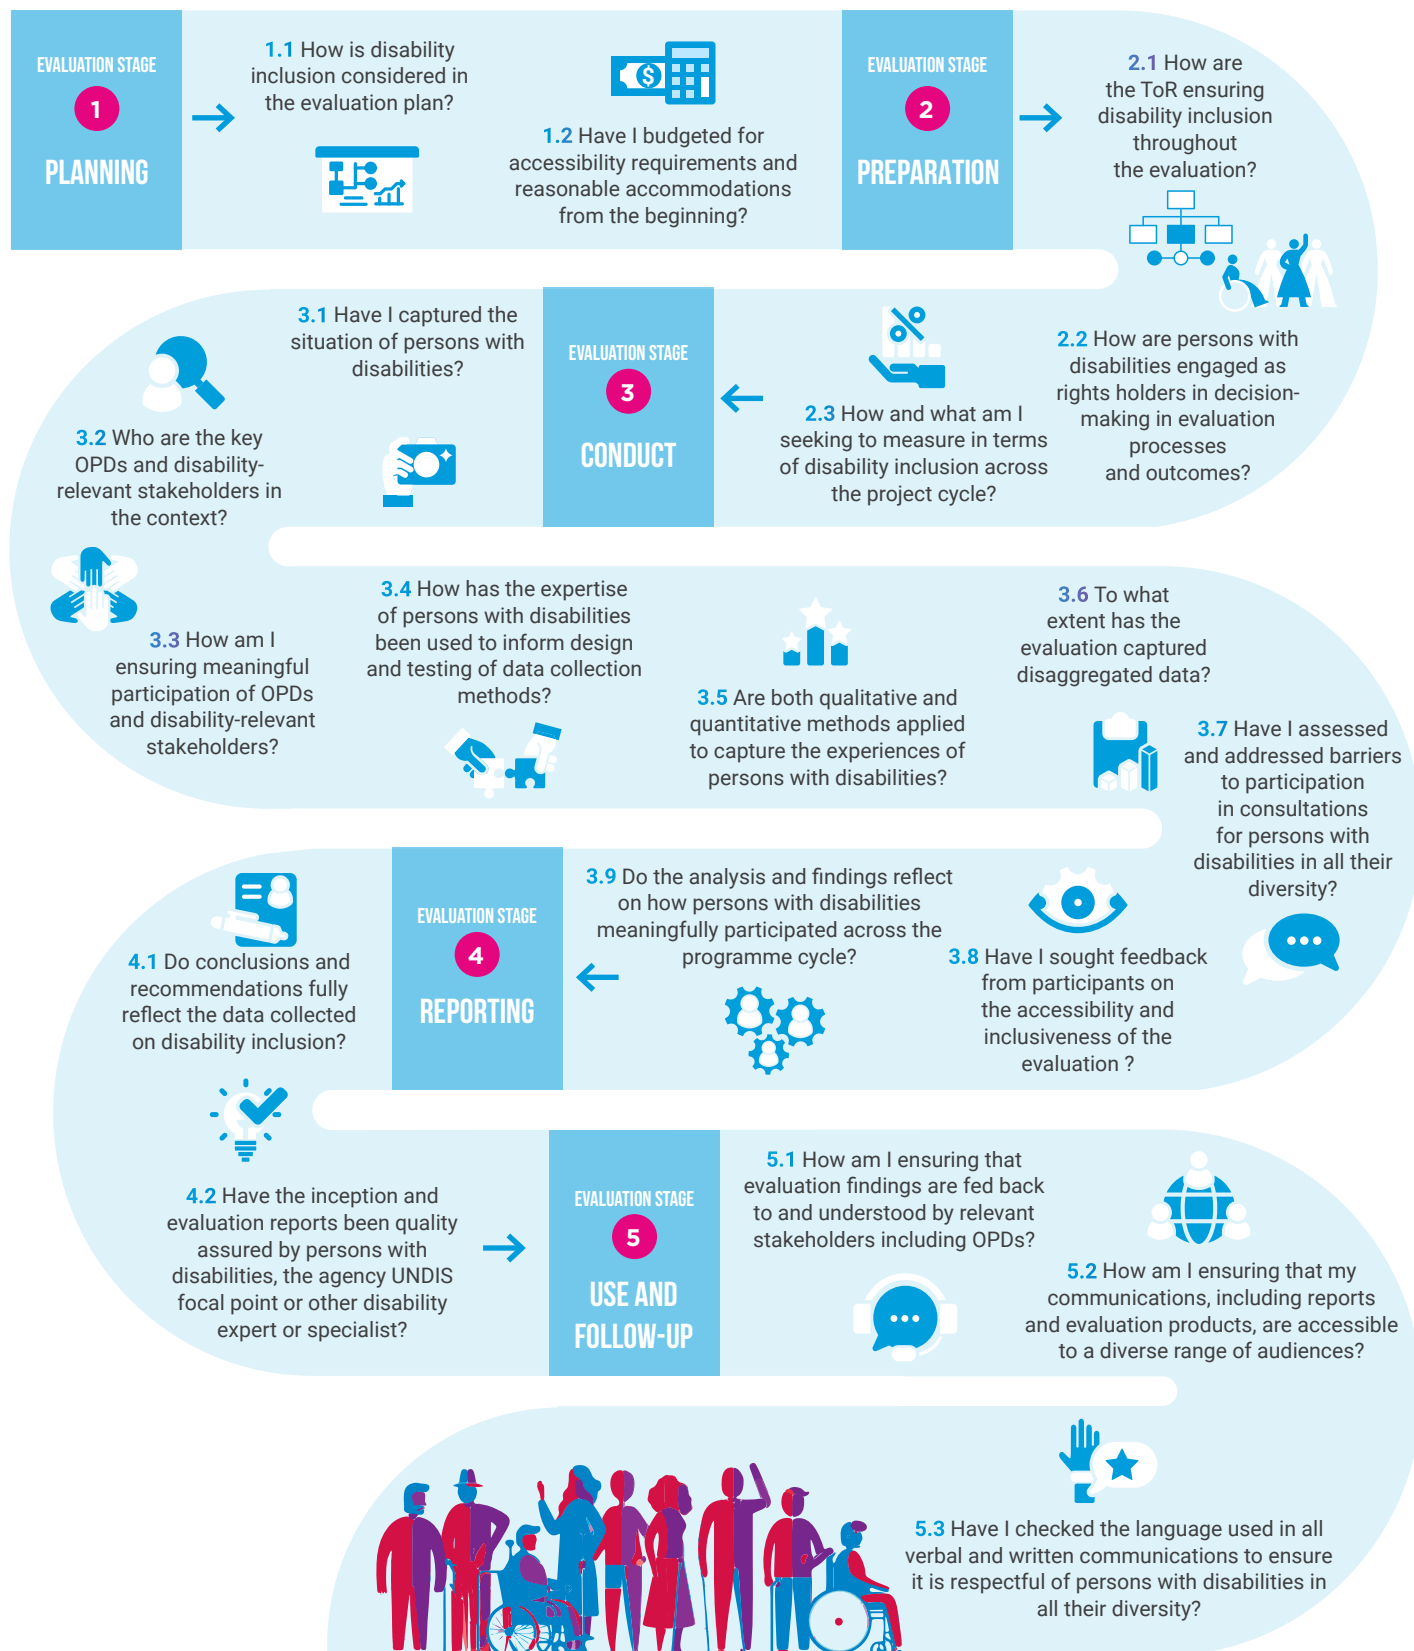 EVALUATION STAGE
1
PLANNING
1.1 How is disability
inclusion considered in
the evaluation plan?
1.2 Have I budgeted for
accessibility requirements and
reasonable accommodations
from the beginning?
EVALUATION STAGE
2
PREPARATION
2.1 How are
the ToR ensuring
disability inclusion
throughout
the evaluation?
2.2 How are persons with
disabilities engaged as
rights holders in decision-
making in evaluation
processes
and outcomes?
2.3 How and what am I
seeking to measure in terms
of disability inclusion across
the project cycle?
EVALUATION STAGE
3
CONDUCT
3.1 Have I captured the
situation of persons with
disabilities?
3.2 Who are the key
OPDs and disability-
relevant stakeholders in
the context?
3.3 How am I
ensuring meaningful
participation of OPDs
and disability-relevant
stakeholders?
3.4 How has the expertise
of persons with disabilities
been used to inform design
and testing of data collection
methods?
3.5 Are both qualitative and
quantitative methods applied
to capture the experiences of
persons with disabilities?
3.6 To what
extent has the
evaluation captured
disaggregated data?
3.7 Have I assessed
and addressed barriers
to participation
in consultations
for persons with
disabilities in all their
diversity?
3.8 Have I sought feedback
from participants on
the accessibility and
inclusiveness of the
evaluation ?
3.9 Do the analysis and findings reflect
on how persons with disabilities
meaningfully participated across the
programme cycle?
EVALUATION STAGE
4
REPORTING
4.1 Do conclusions and
recommendations fully
reflect the data collected
on disability inclusion?
4.2 Have the inception and
evaluation reports been quality
assured by persons with
disabilities, the agency UNDIS
focal point or other disability
expert or specialist?
EVALUATION STAGE
5
USE AND
FOLLOW-UP
5.1 How am I ensuring that
evaluation findings are fed back
to and understood by relevant
stakeholders including OPDs?
5.2 How am I ensuring that my
communications, including reports
and evaluation products, are accessible
to a diverse range of audiences?
5.3 Have I checked the language used in all
verbal and written communications to ensure
it is respectful of persons with disabilities in
all their diversity?